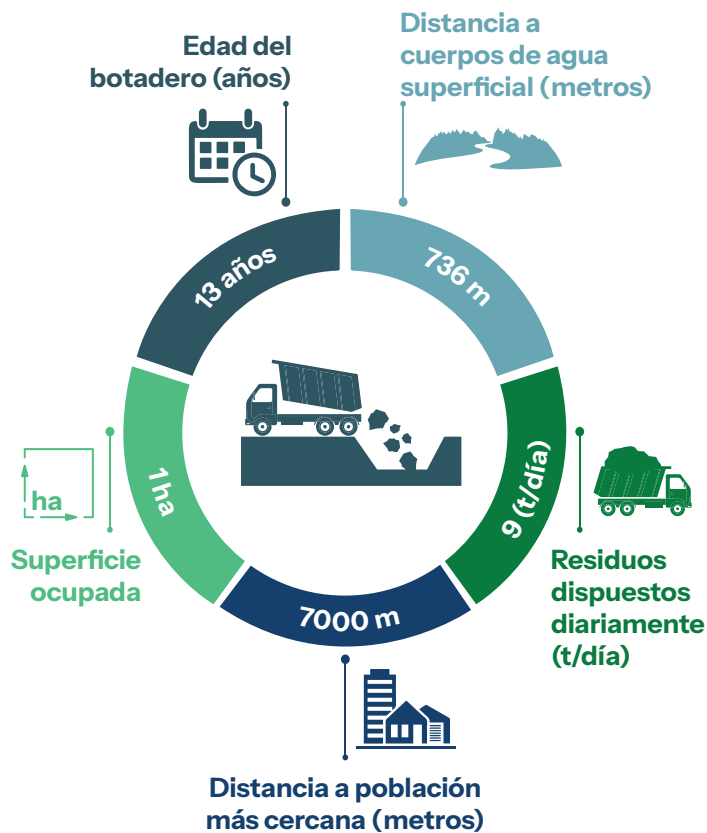 Edad del
botadero (años)
Distancia a
cuerpos de agua
superficial (metros)
13 años
736 m
1 ha
9 (t/día)
7000 m
ha
Superficie
ocupada
Residuos
dispuestos
diariamente
(t/día)
Distancia a población
más cercana (metros)